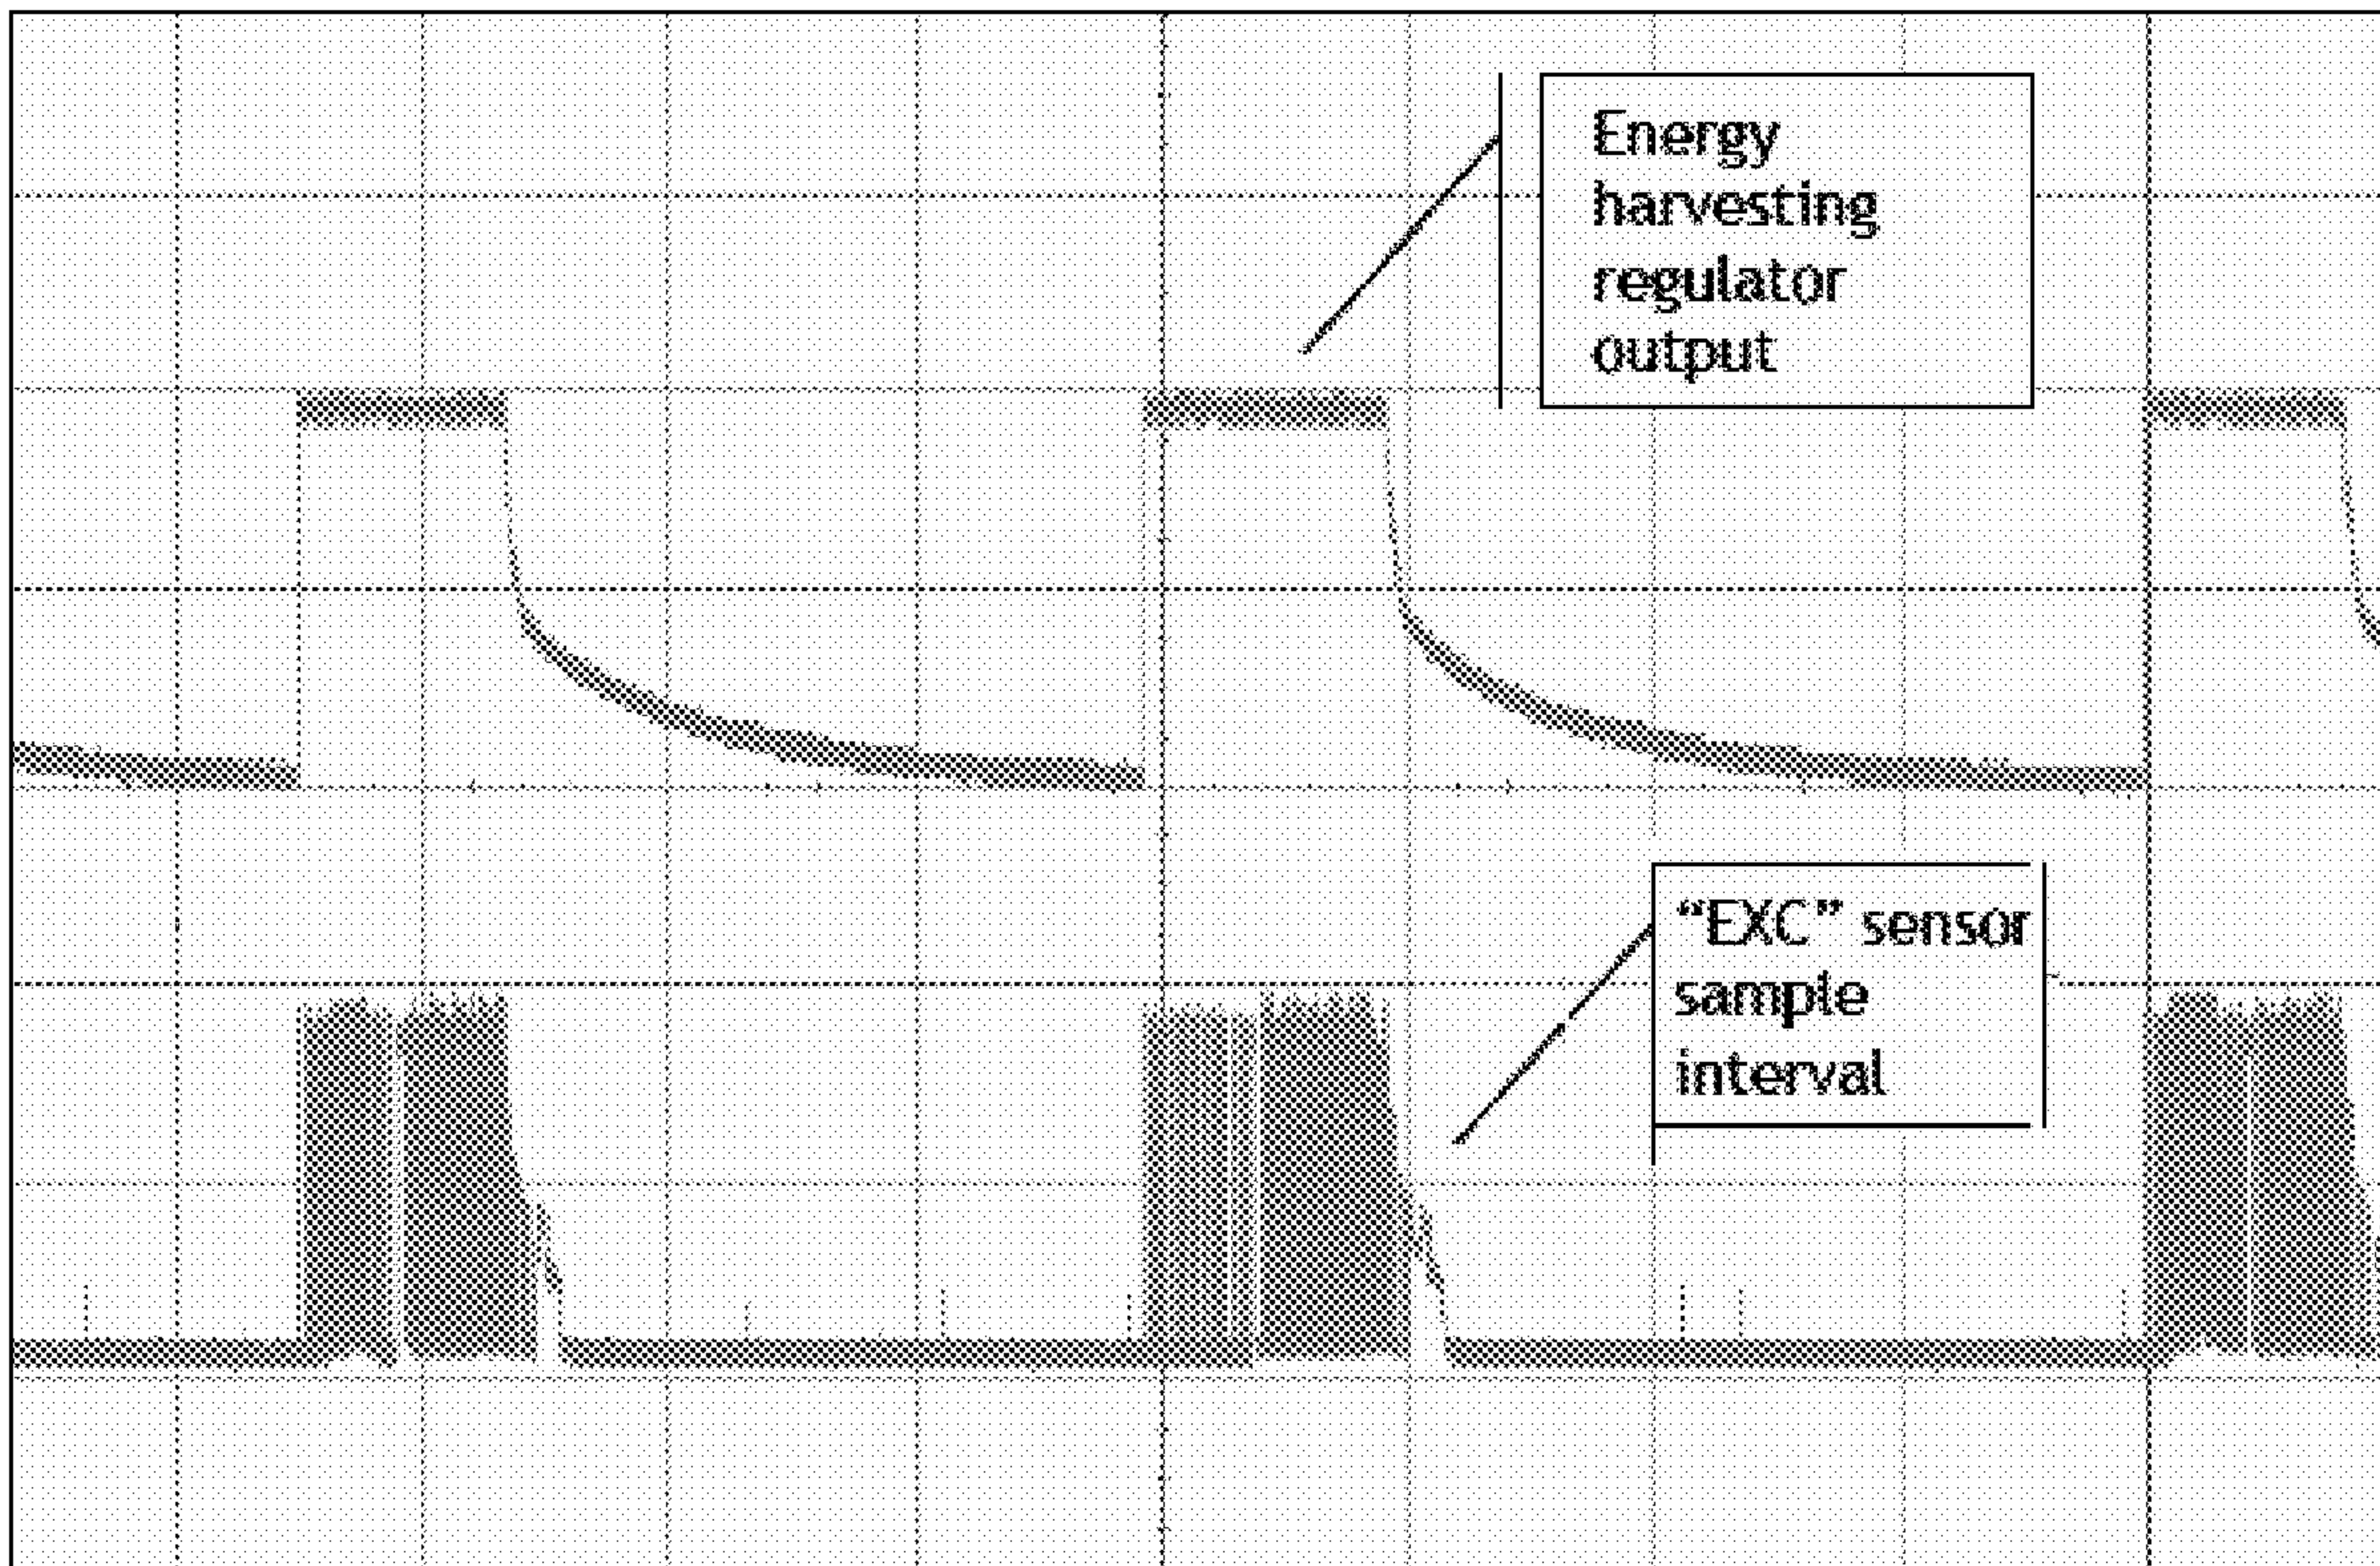 Energy
harvesting
regulator
output
“EXC” sensor
sample
interval